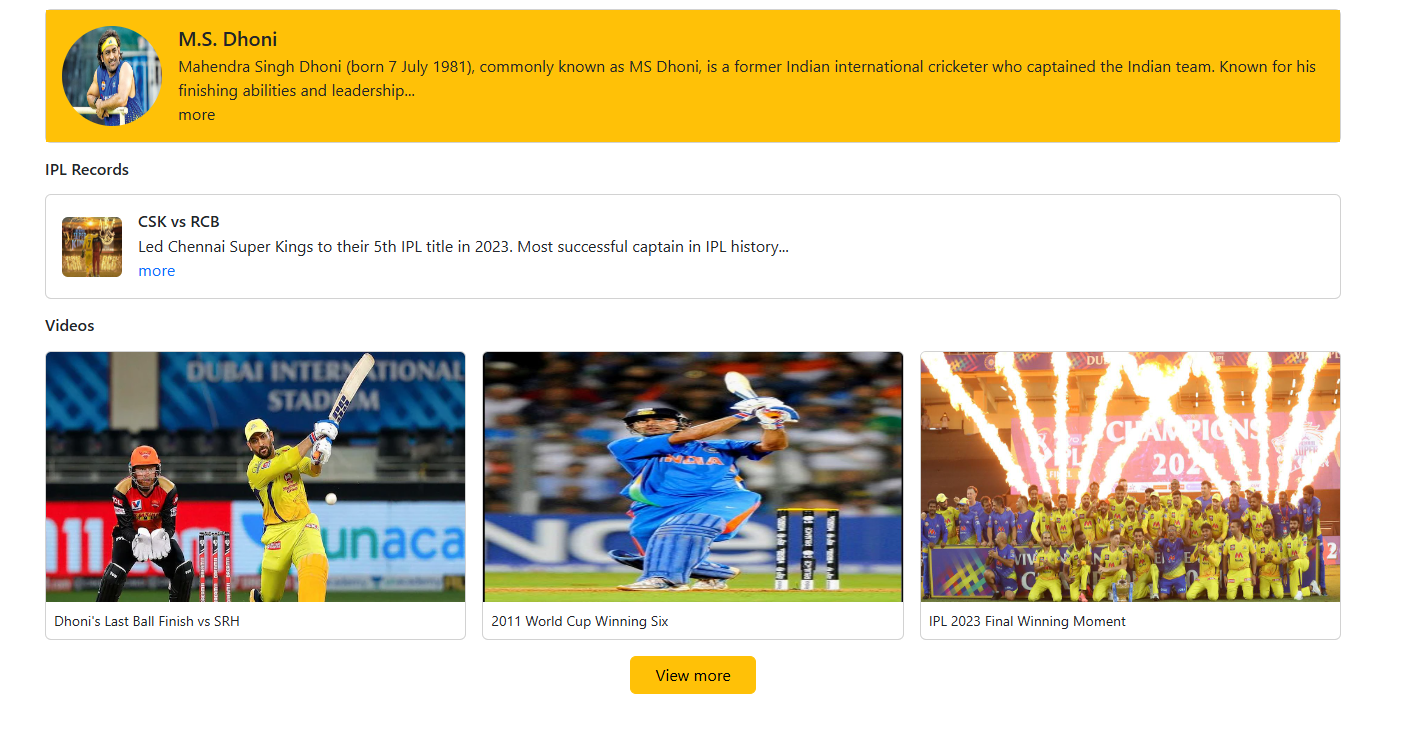 M.S. Dhoni
Mahendra Singh Dhoni (born 7 July 1981), commonly known as MS Dhoni, is a former Indian international cricketer who captained the Indian team. Known for his
finishing abilities and leadership...
more
IPL Records
CSK RCB
CSK vs RCB
Led Chennai Super Kings to their 5th IPL title in 2023. Most successful captain in IPL history...
more
Videos
DUBAI INTERNATIONAL
STADIUM
unaca
INDIA
CHAMPIONS
Dhoni's Last Ball Finish vs SRH
2011 World Cup Winning Six
IPL 2023 Final Winning Moment
View more